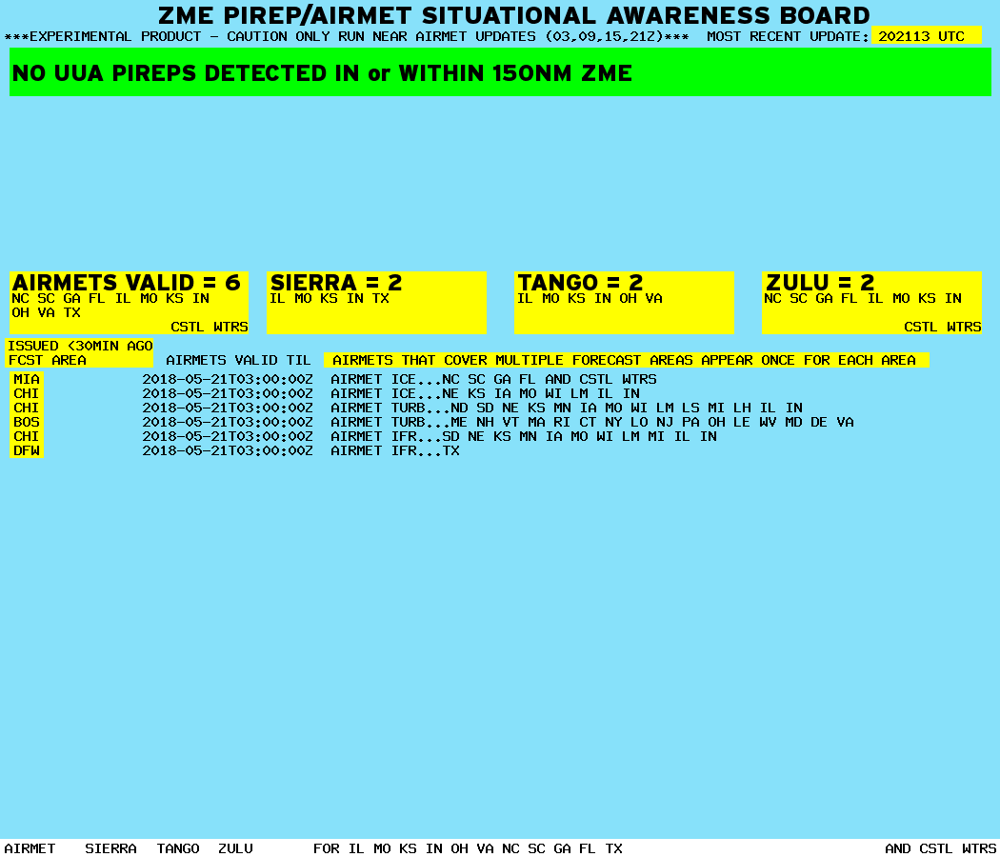 ZME PIREP/AIRMET SITUATIONAL AWARENESS BOARD
***EXPERIMENTAL PRODUCT - CAUTION ONLY RUN NEAR AIRMET UPDATES (03,09,15,21Z)*** MOST RECENT UPDATE: 202113 UTC
NO UUA PIREPS DETECTED IN or WITHIN 150NM ZME
AIRMETS VALID = 6 SIERRA = 2 TANGO = 2 ZULU = 2
NC SC GA FL IL MO KS IN IL MO KS IN TX IL MO KS IN OH VA NC SC GA FL IL MO KS IN
OH VA TX
CSTL WTRS CSTL WTRS
ISSUED <30MIN AGO
FCST AREA AIRMETS VALID TIL AIRMETS THAT COVER MULTIPLE FORECAST AREAS APPEAR ONCE FOR EACH AREA
MIA 2018-05-21T03:00:00Z AIRMET ICE...NC SC GA FL AND CSTL WTRS
CHI 2018-05-21T03:00:00Z AIRMET ICE...NE KS IA MO WI LM IL IN
CHI 2018-05-21T03:00:00Z AIRMET TURB...ND SD NE KS MN IA MO WI LM LS MI LH IL IN
BOS 2018-05-21T03:00:00Z AIRMET TURB...ME NH VT MA RI CT NY LO NJ PA OH LE WV MD DE VA
CHI 2018-05-21T03:00:00Z AIRMET IFR...SD NE KS MN IA MO WI LM MI IL IN
DFW 2018-05-21T03:00:00Z AIRMET IFR...TX
AIRMET SIERRA TANGO ZULU FOR IL MO KS IN OH VA NC SC GA FL TX AND CSTL WTRS